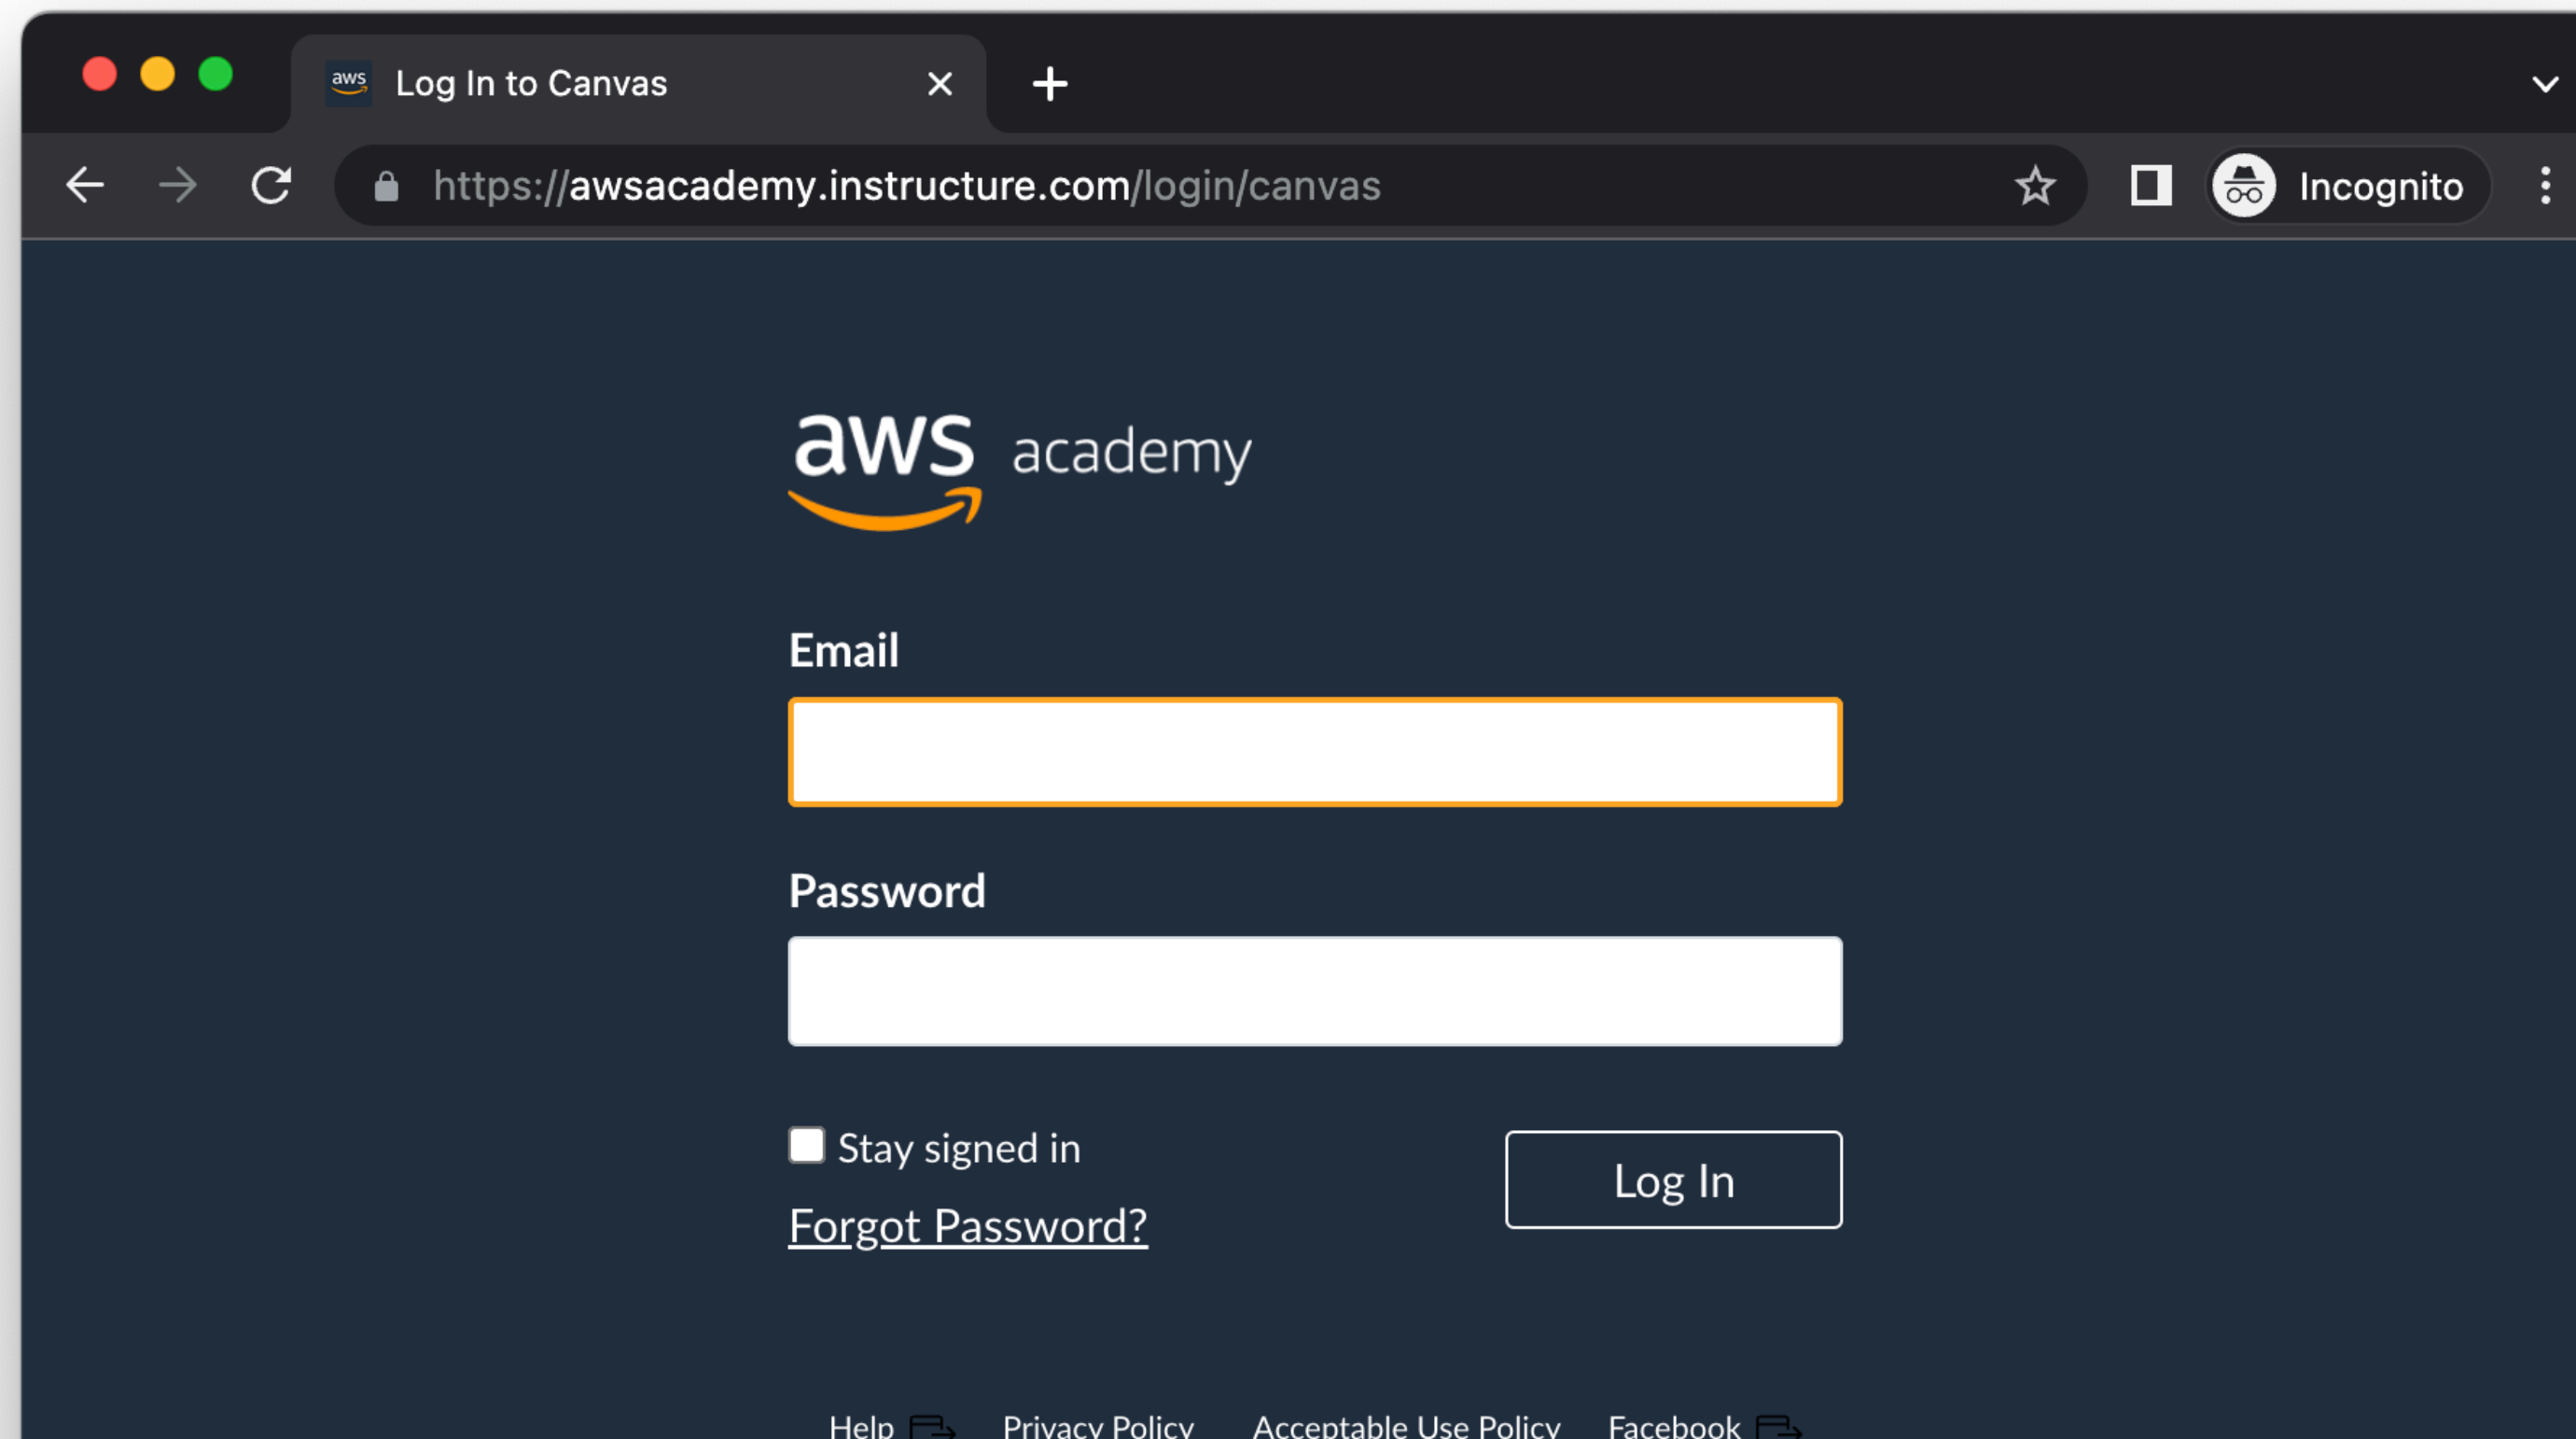 aws Log In to Canvas
https://awsacademy.instructure.com/login/canvas Incognito
aws academy
Email
Password
Stay signed in
Log In
Forgot Password?
Help Privacy Policy Acceptable Use Policy Facebook